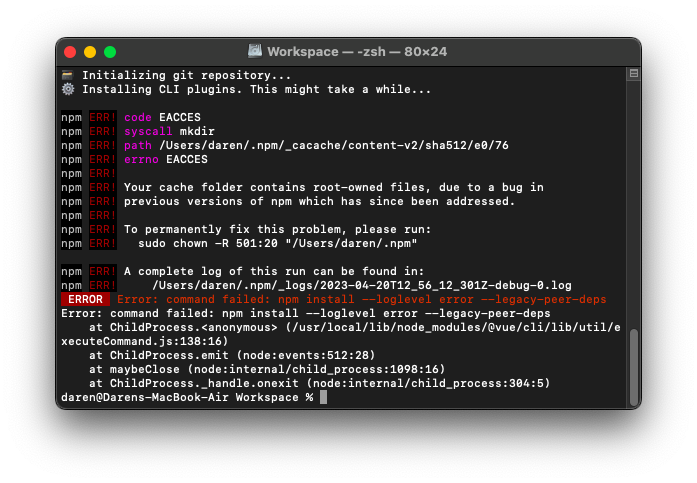 Workspace — -zsh — 80×24
Initializing git repository...
Installing CLI plugins. This might take a while...
npm ERR! code EACCES
npm ERR! syscall mkdir
npm ERR! path /Users/daren/.npm/_cacache/content-v2/sha512/e0/76
npm ERR! errno EACCES
npm ERR!
npm ERR! Your cache folder contains root-owned files, due to a bug in
npm ERR! previous versions of npm which has since been addressed.
npm ERR!
npm ERR! To permanently fix this problem, please run:
npm ERR!   sudo chown -R 501:20 "/Users/daren/.npm"
npm ERR! A complete log of this run can be found in:
npm ERR!     /Users/daren/.npm/_logs/2023-04-20T12_56_12_301Z-debug-0.log
ERROR  Error: command failed: npm install --loglevel error --legacy-peer-deps
Error: command failed: npm install --loglevel error --legacy-peer-deps
    at ChildProcess.<anonymous> (/usr/local/lib/node_modules/@vue/cli/lib/util/e
xecuteCommand.js:138:16)
    at ChildProcess.emit (node:events:512:28)
    at maybeClose (node:internal/child_process:1098:16)
    at ChildProcess._handle.onexit (node:internal/child_process:304:5)
daren@Darens-MacBook-Air Workspace %